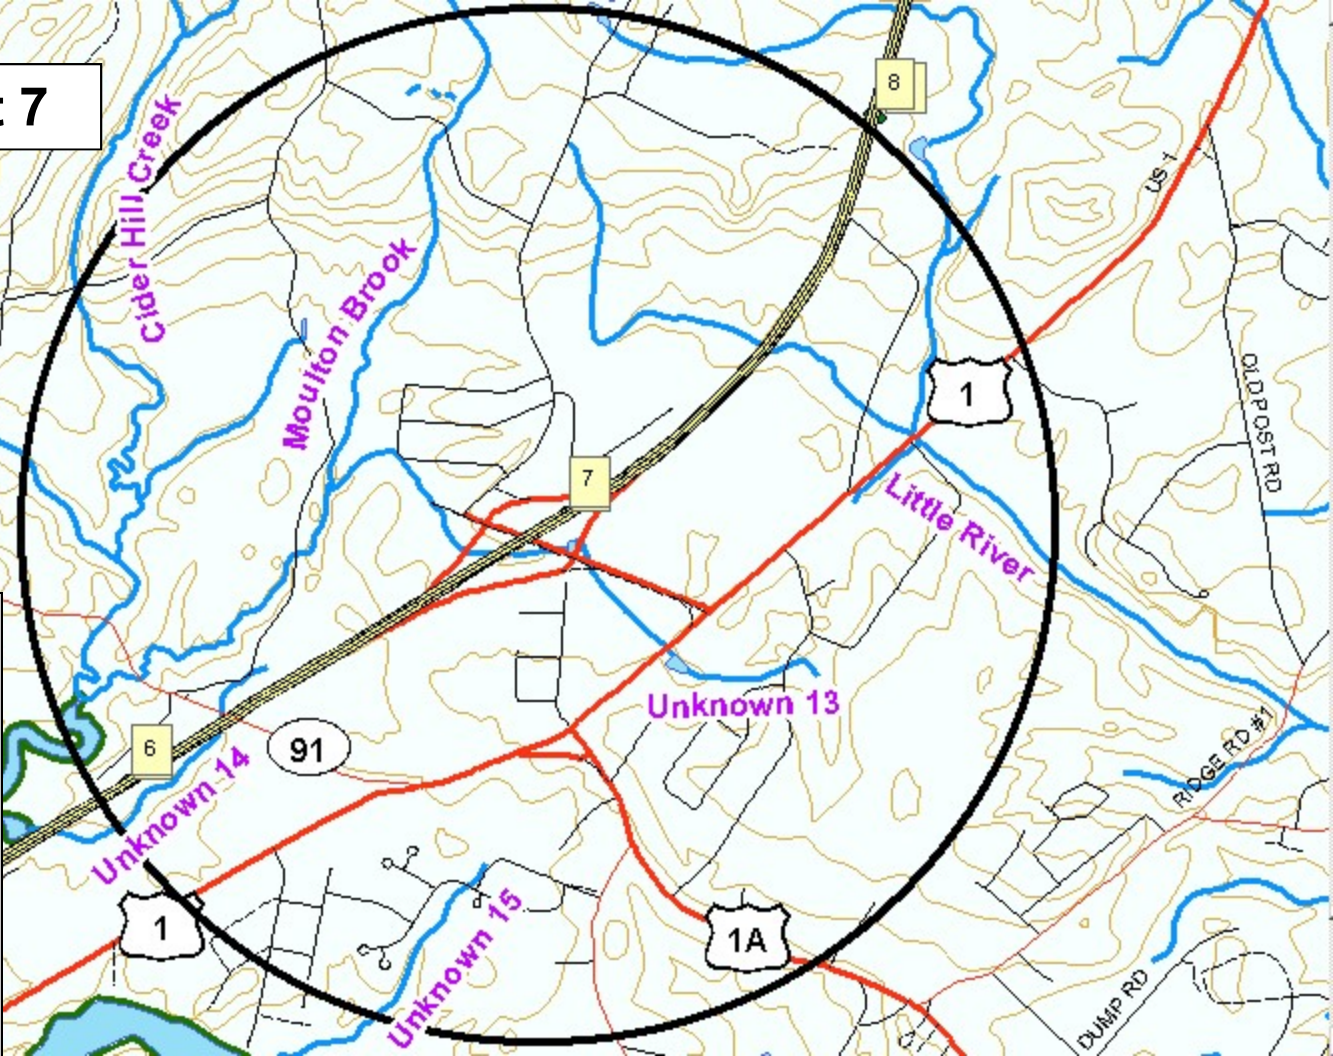 8
: 7
US 1
Cider Hill Creek
Moulton Brook
1
OLD POST RD
7
Little River
Unknown 13
RIDGE RD #1
6
91
Unknown 14
1
Unknown 15
1A
DUMP RD